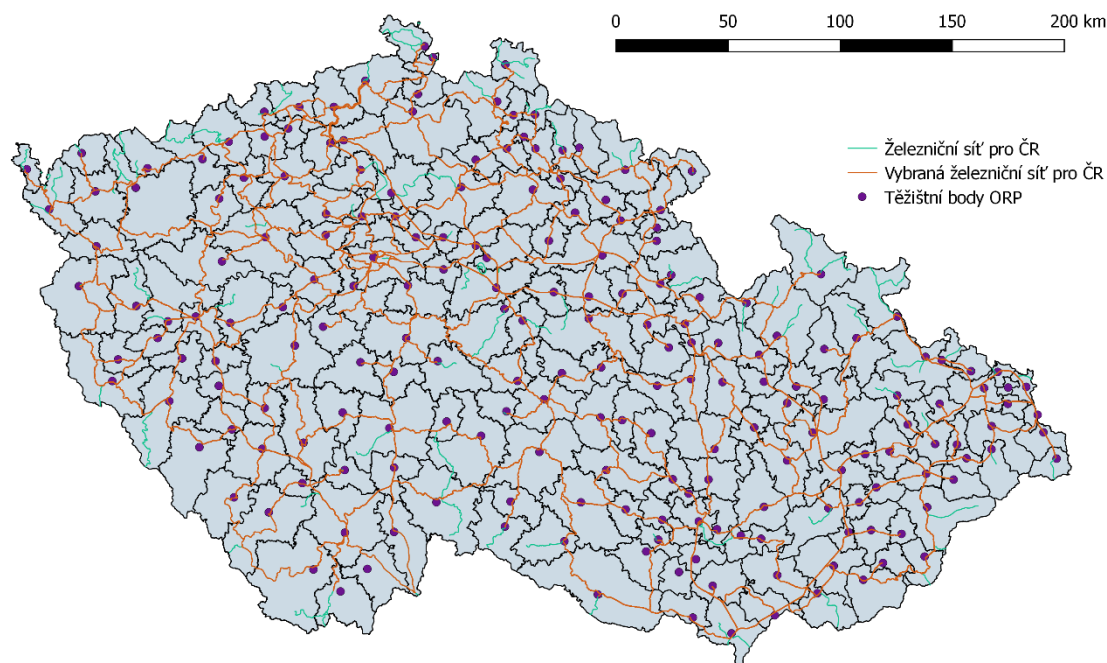 0 50 100 150 200 km
Železniční síť pro ČR
Vybraná železniční síť pro ČR
Těžištní body ORP